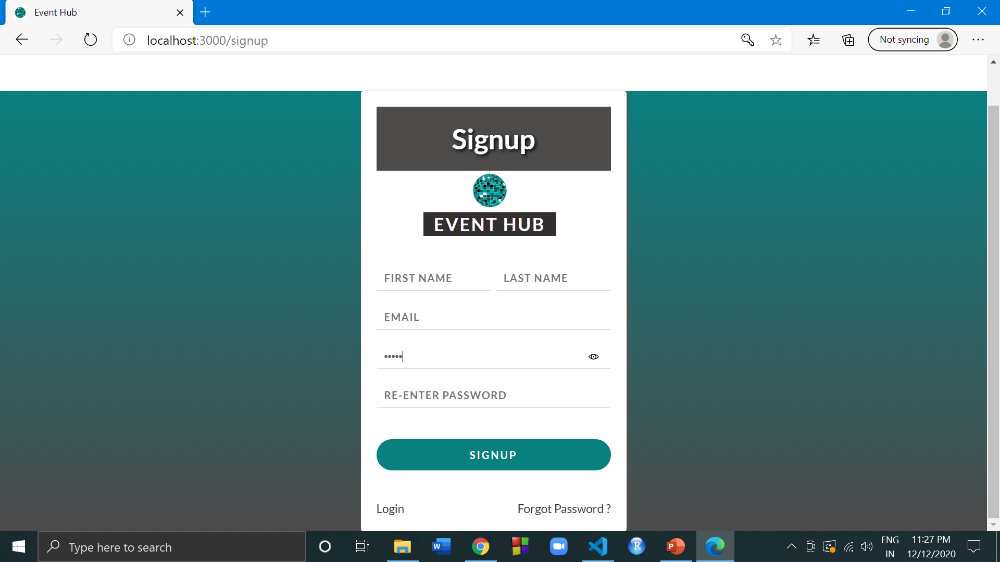 Event Hub
localhost:3000/signup
Not syncing
Signup
EVENT HUB
FIRST NAME
LAST NAME
EMAIL
•••••
RE-ENTER PASSWORD
SIGNUP
Login
Forgot Password ?
Type here to search
W
R
P
ENG
IN
11:27 PM
12/12/2020